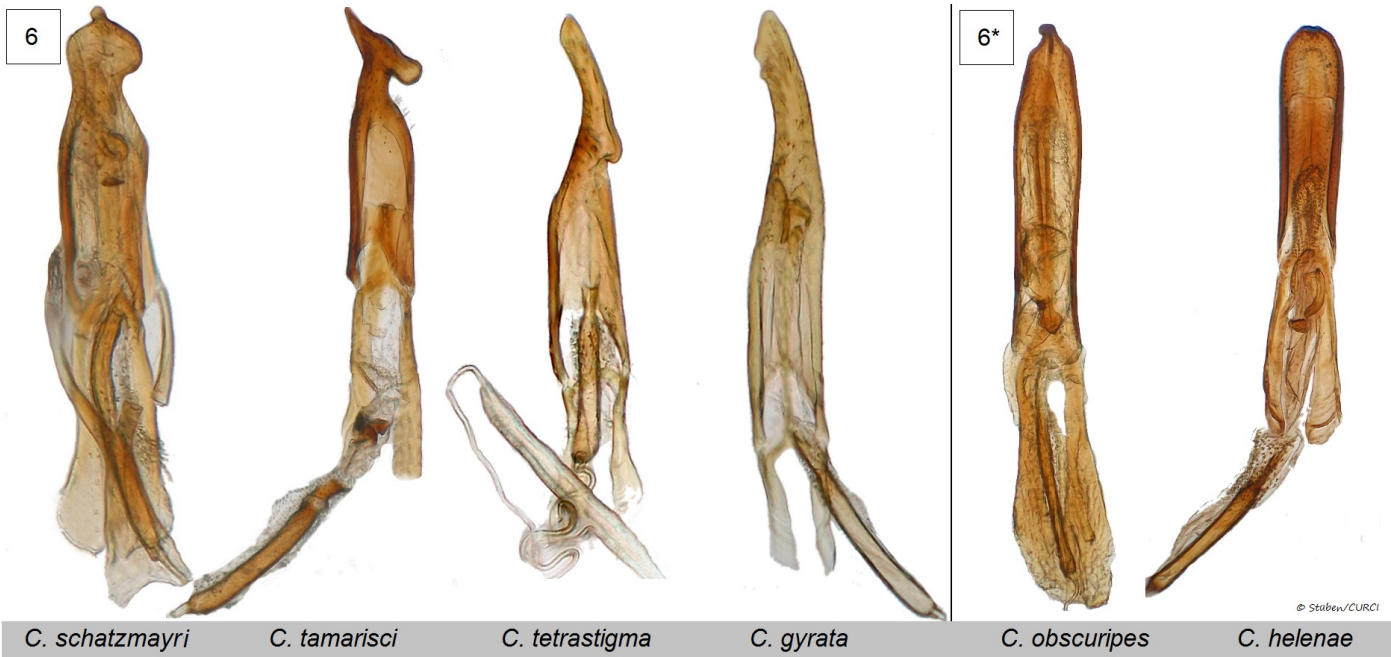 6
6*
© Stüben/CURCI
C. schatzmayri C. tamarisci C. tetrastigma C. gyrata C. obscuripes C. helenae